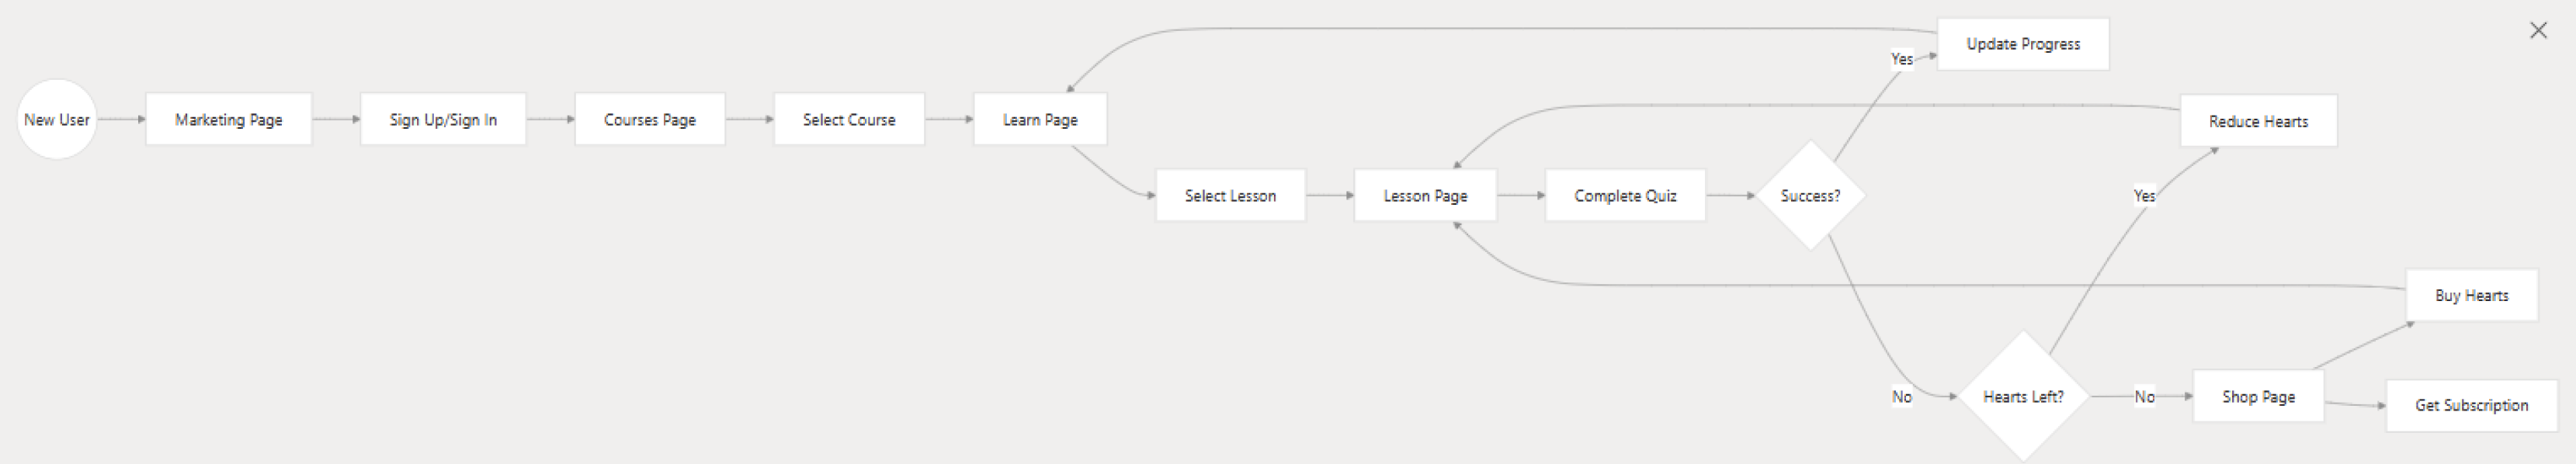 New User
Marketing Page
Sign Up/Sign In
Courses Page
Select Course
Learn Page
Select Lesson
Lesson Page
Complete Quiz
Success?
Yes
Update Progress
No
Hearts Left?
Yes
Reduce Hearts
No
Shop Page
Buy Hearts
Get Subscription